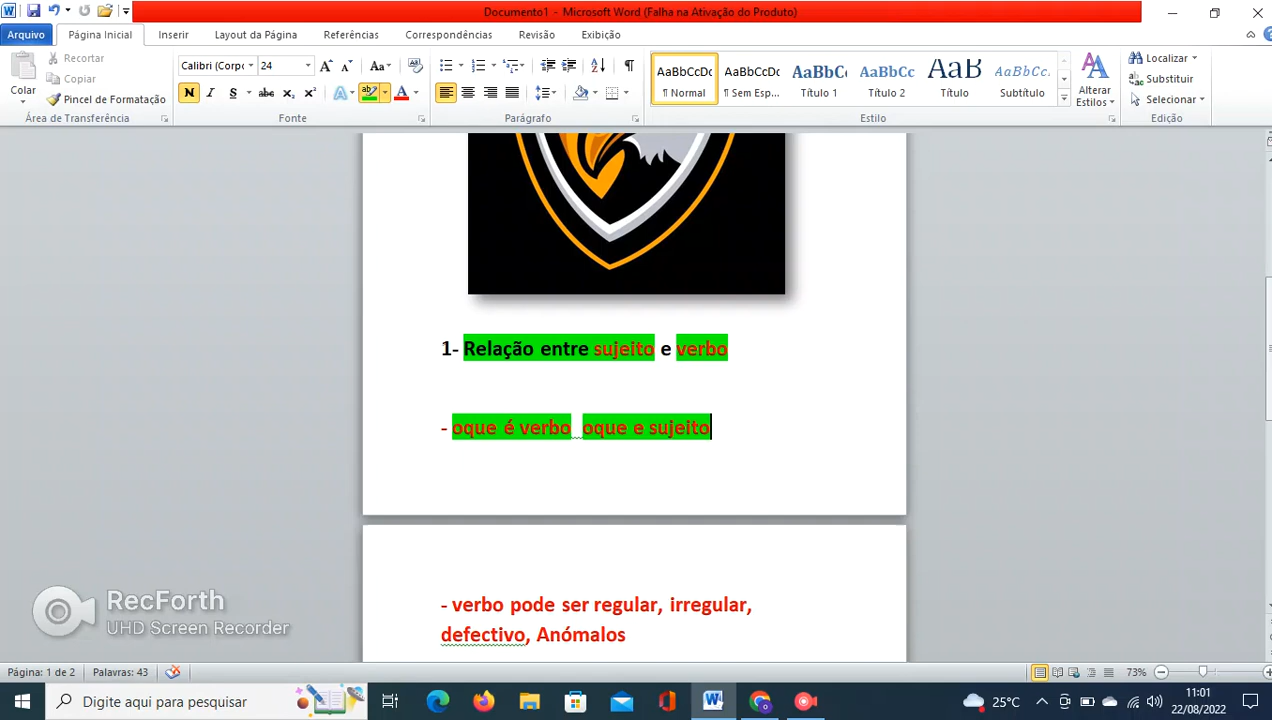 Documento1 - Microsoft Word (Falha na Ativação do Produto)
Arquivo Página Inicial Inserir Layout da Página Referências Correspondências Revisão Exibição
Colar
Recortar
Copiar
Pincel de Formatação
Área de Transferência
Calibri (Corpo 24
Fonte
Parágrafo
AaBbCcDc AaBbCcDc AaBbC AaBbCc AaB AaBbCc.
¶ Normal ¶ Sem Esp... Título 1 Título 2 Título Subtítulo
Alterar
Estilos
Estilo
Localizar
Substituir
Selecionar
Edição
1- Relação entre sujeito e verbo
- oque é verbo oque e sujeito
- verbo pode ser regular, irregular,
defectivo, Anómalos
RecForth
UHD Screen Recorder
Página: 1 de 2 Palavras: 43 73%
Digite aqui para pesquisar
25°C
11:01
22/08/2022